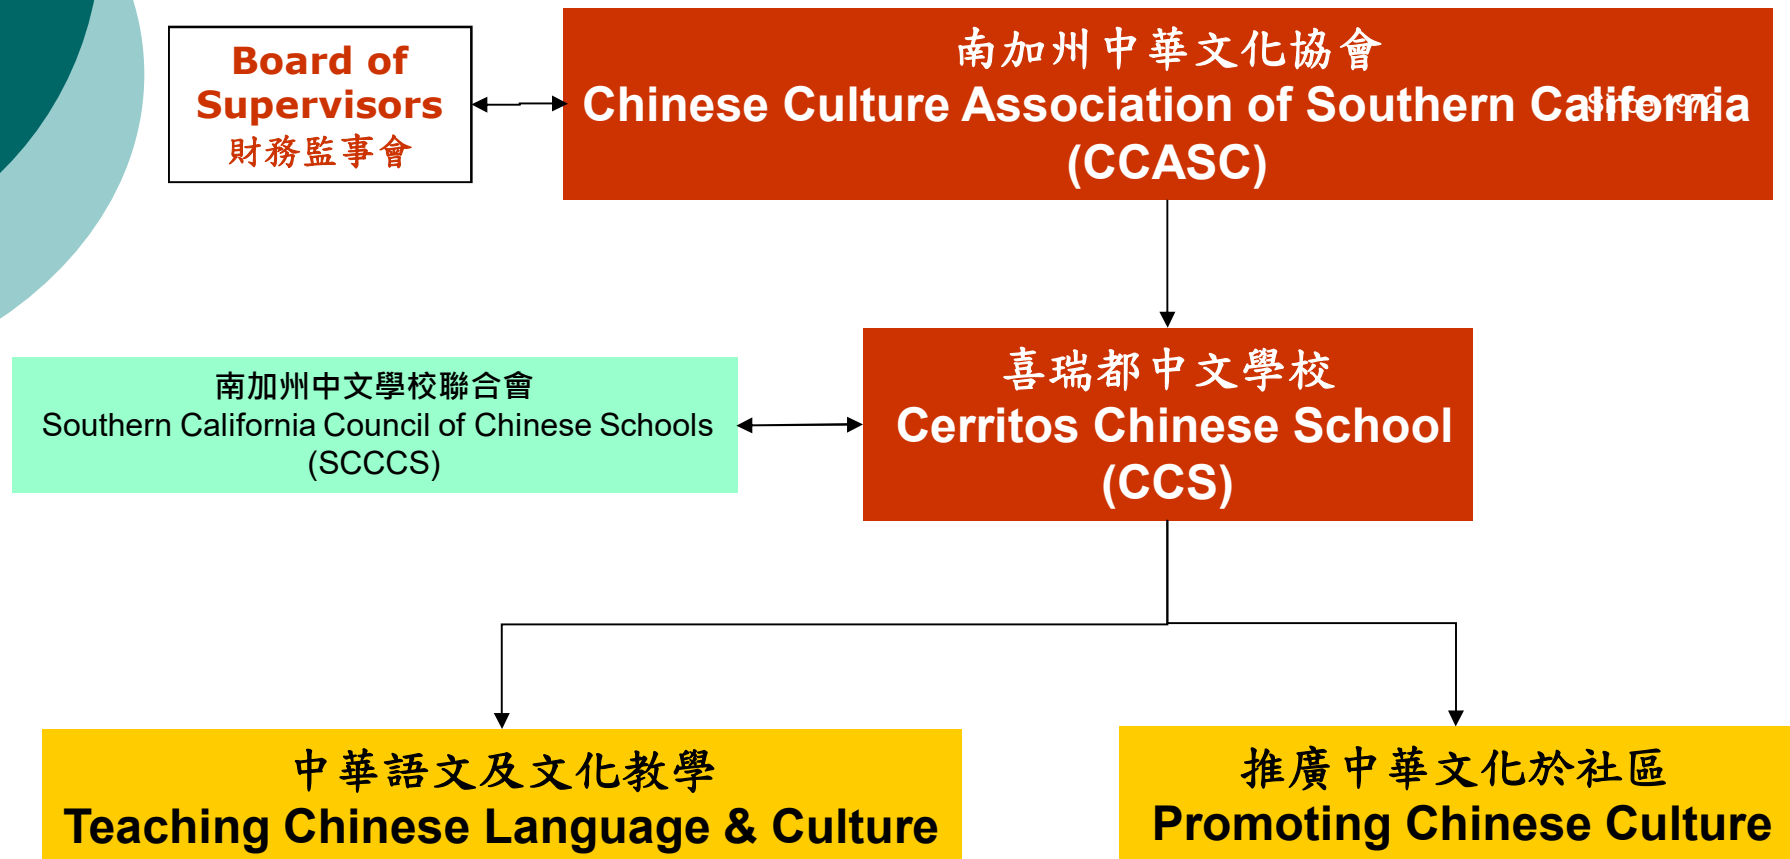 Board of
Supervisors
財務監事會
南加州中華文化協會
Chinese Culture Association of Southern California
Since 1972
(CCASC)
南加州中文學校聯合會
Southern California Council of Chinese Schools
(SCCCS)
喜瑞都中文學校
Cerritos Chinese School
(CCS)
中華語文及文化教學
Teaching Chinese Language & Culture
推廣中華文化於社區
Promoting Chinese Culture